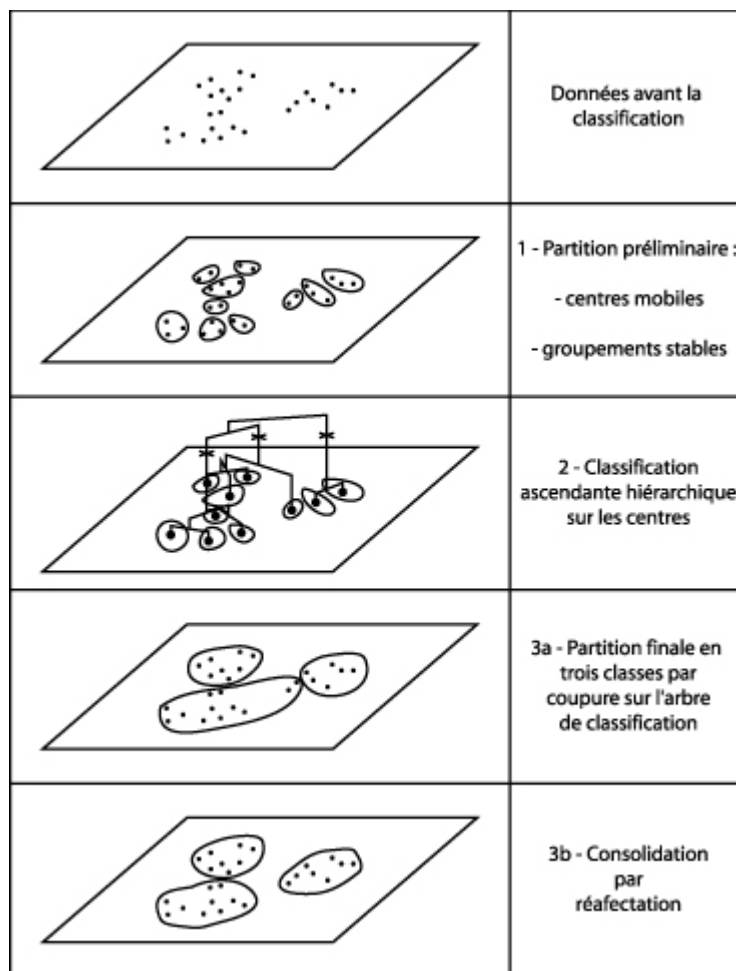 Données avant la
classification
1 - Partition préliminaire :
- centres mobiles
- groupements stables
2 - Classification
ascendante hiérarchique
sur les centres
3a - Partition finale en
trois classes par
coupure sur l'arbre
de classification
3b - Consolidation
par
réafectation